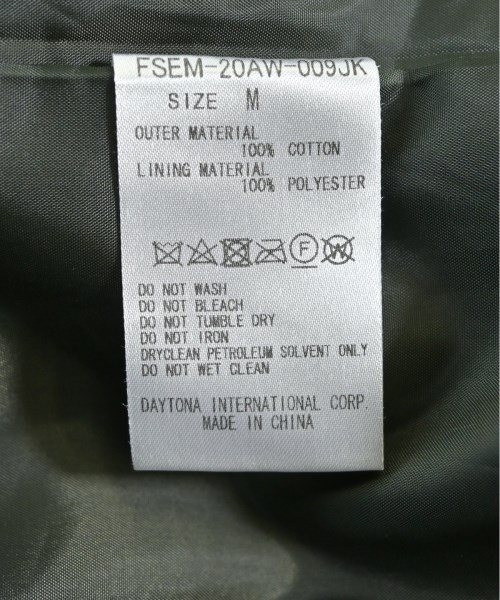 FSEM-20AW-009JK
SIZE M
OUTER MATERIAL
100% COTTON
LINING MATERIAL
100% POLYESTER
F W
DO NOT WASH
DO NOT BLEACH
DO NOT TUMBLE DRY
DO NOT IRON
DRYCLEAN PETROLEUM SOLVENT ONLY
DO NOT WET CLEAN
DAYTONA INTERNATIONAL CORP.
MADE IN CHINA